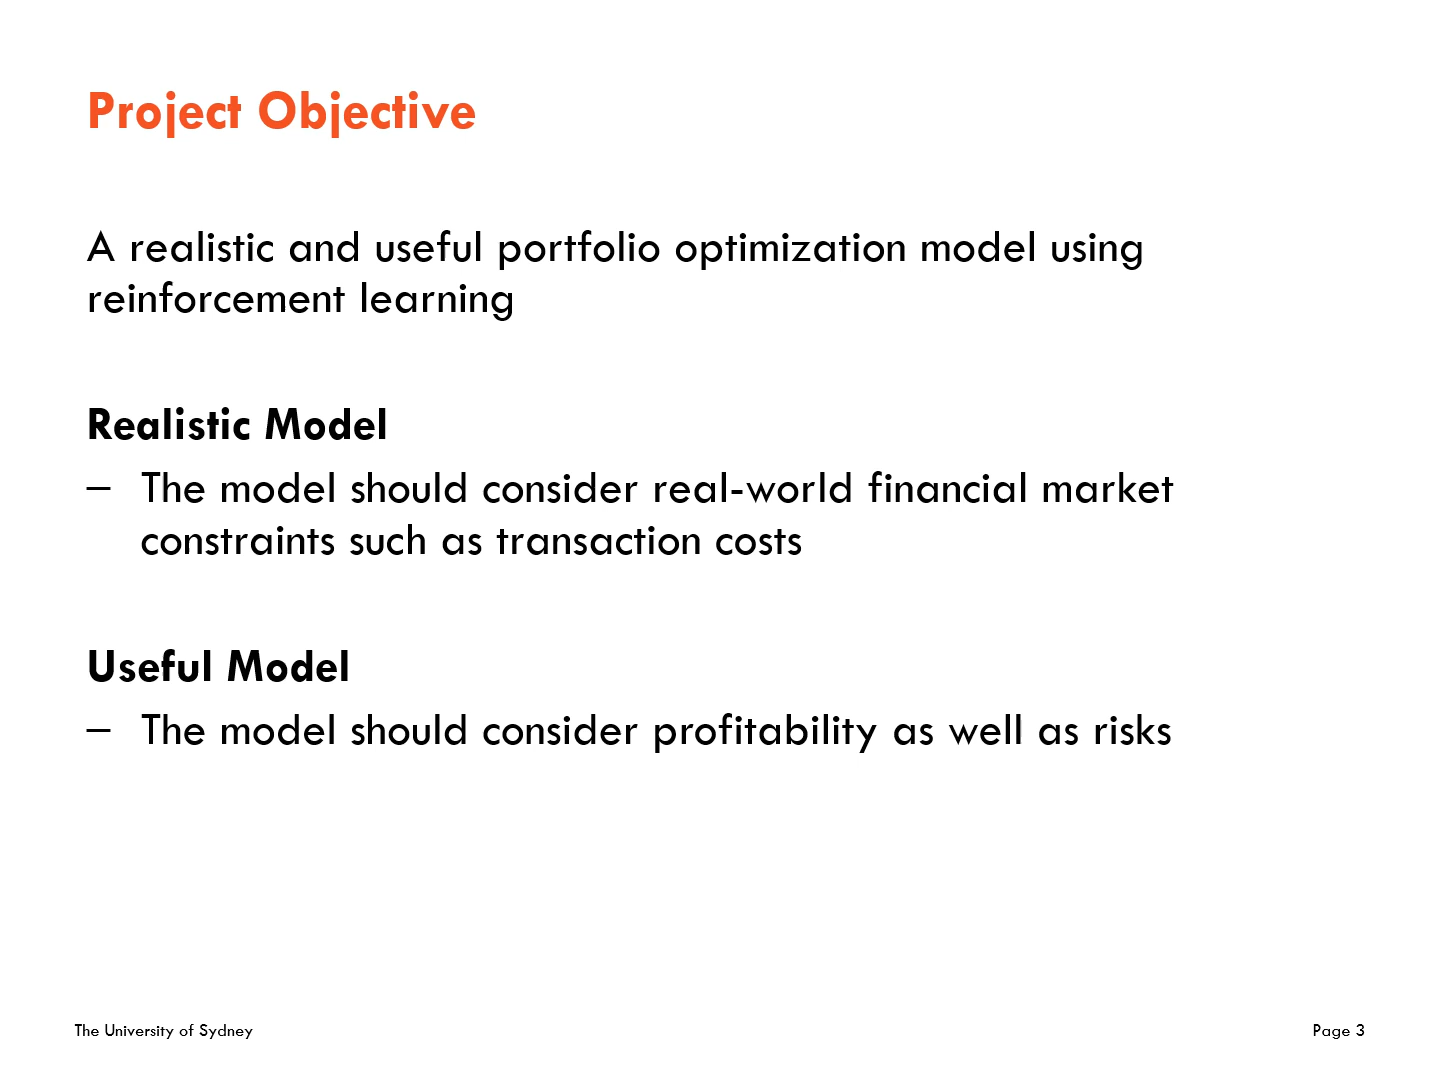 Project Objective
A realistic and useful portfolio optimization model using
reinforcement learning
Realistic Model
– The model should consider real-world financial market
constraints such as transaction costs
Useful Model
– The model should consider profitability as well as risks
The University of Sydney
Page 3